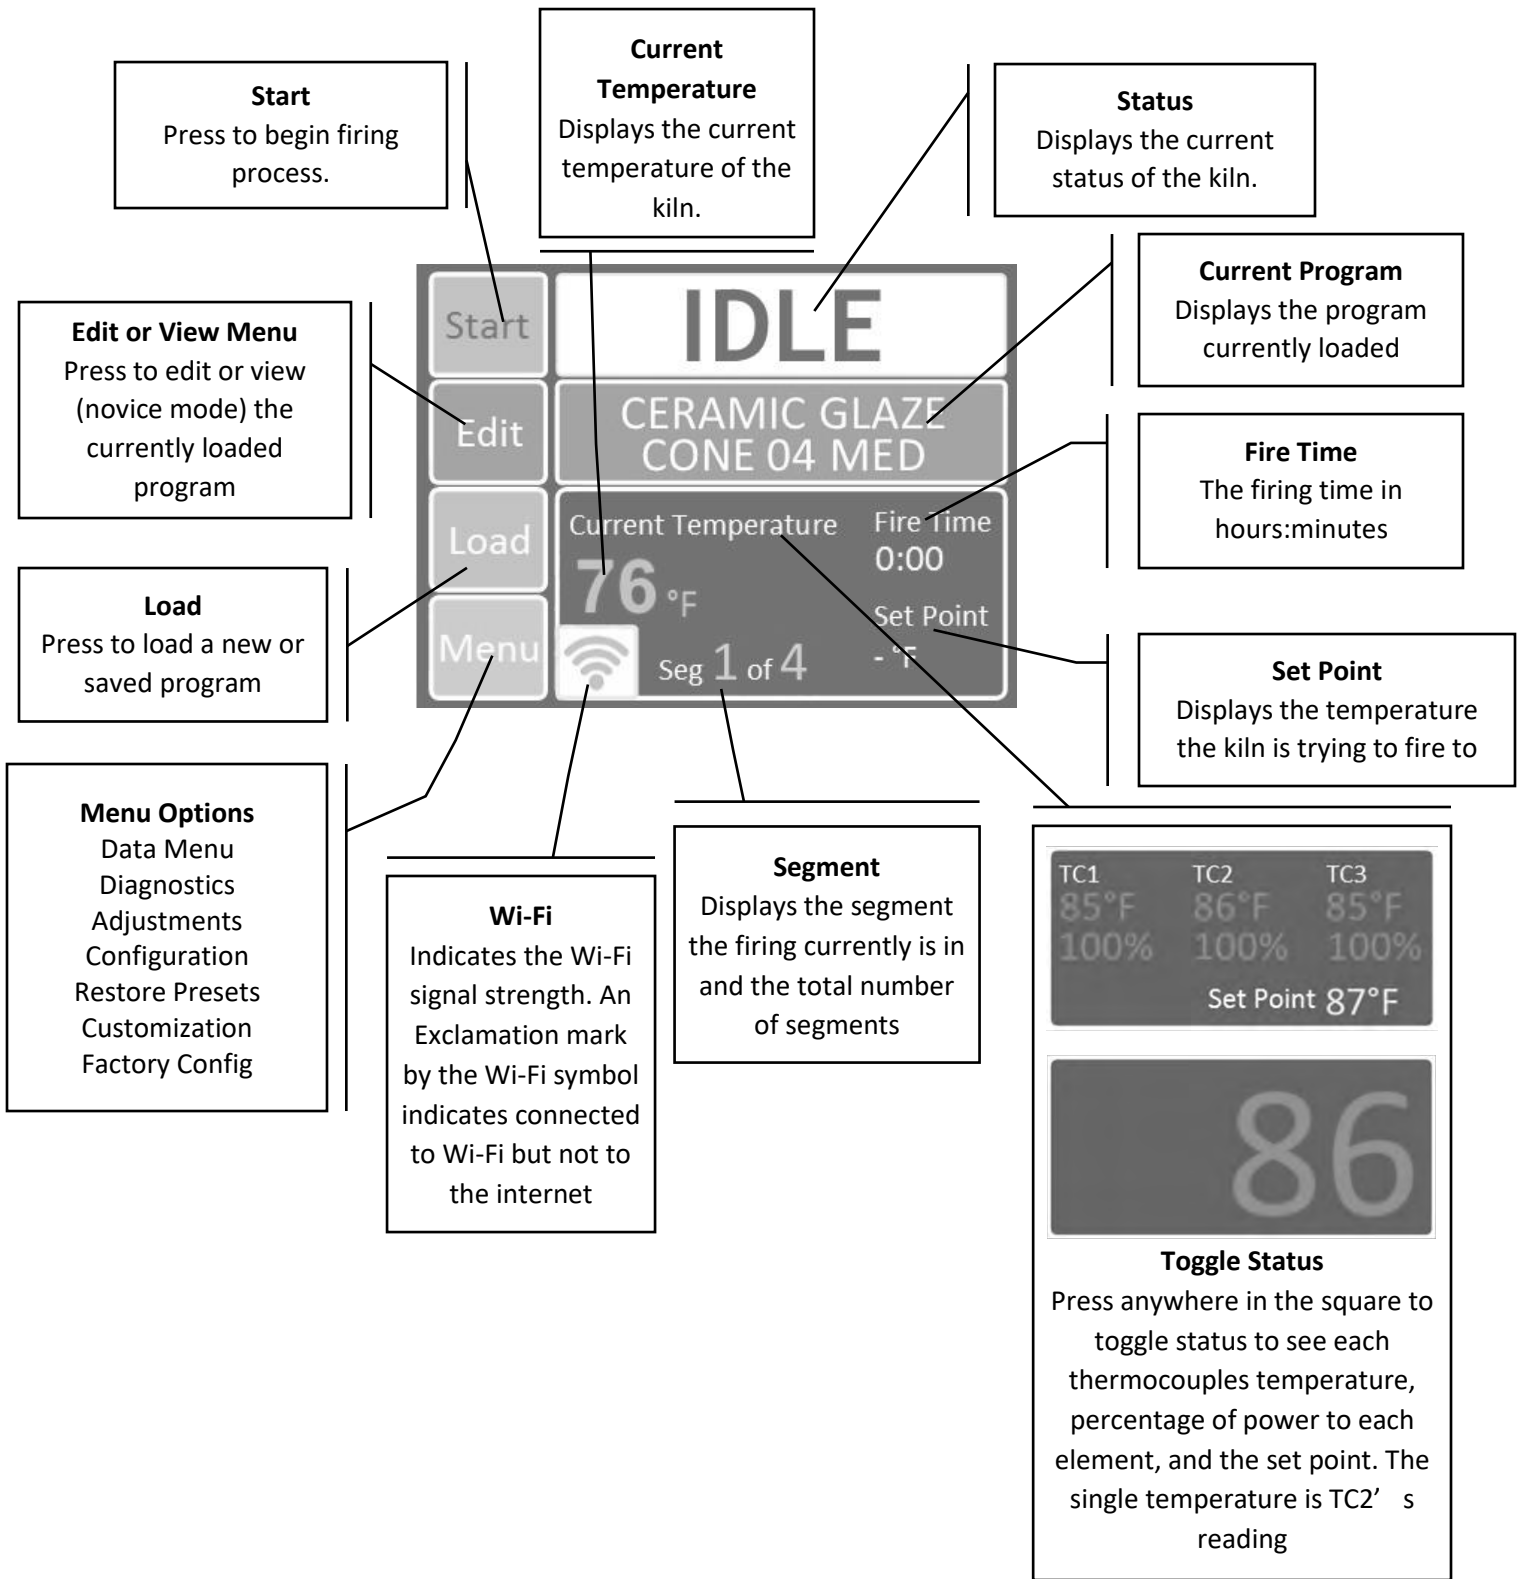 Current
Temperature
Displays the current
temperature of the
kiln.
Start
Press to begin firing
process.
Status
Displays the current
status of the kiln.
Current Program
Displays the program
currently loaded
Edit or View Menu
Press to edit or view
(novice mode) the
currently loaded
program
Start
IDLE
Edit
CERAMIC GLAZE
CONE 04 MED
Load
Current Temperature
76 °F
Fire Time
0:00
Set Point
- °F
Menu
Seg 1 of 4
Fire Time
The firing time in
hours:minutes
Load
Press to load a new or
saved program
Set Point
Displays the temperature
the kiln is trying to fire to
Menu Options
Data Menu
Diagnostics
Adjustments
Configuration
Restore Presets
Customization
Factory Config
Wi-Fi
Indicates the Wi-Fi
signal strength. An
Exclamation mark
by the Wi-Fi symbol
indicates connected
to Wi-Fi but not to
the internet
Segment
Displays the segment
the firing currently is in
and the total number
of segments
TC1 TC2 TC3
85°F 86°F 85°F
100% 100% 100%
Set Point 87°F
86
Toggle Status
Press anywhere in the square to
toggle status to see each
thermocouples temperature,
percentage of power to each
element, and the set point. The
single temperature is TC2’ s
reading